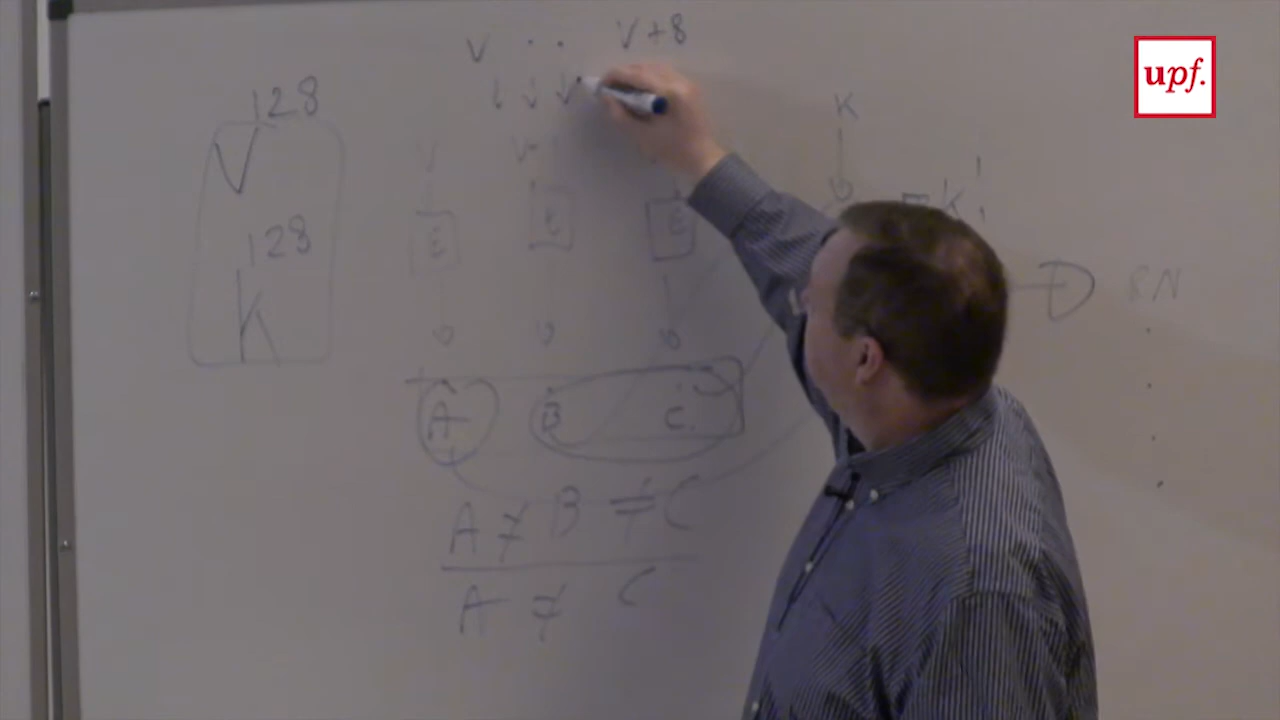 V . . V+8
upf.
128
V
K
V
E E E
= K
128
K
RN
A B C
A ≠ B ≠ C
A ≠ C